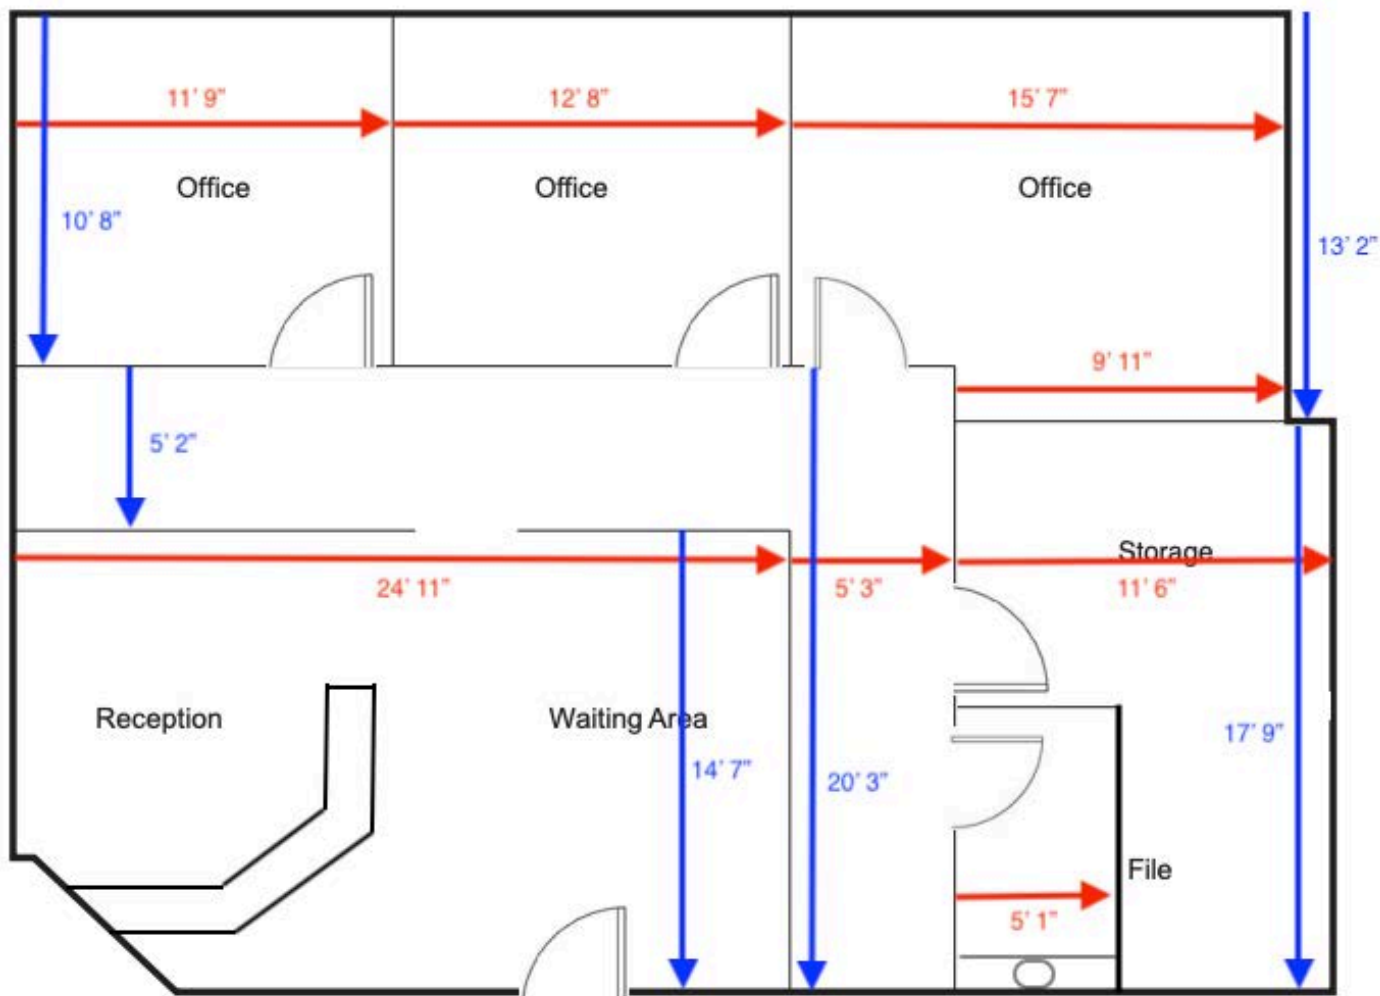 11' 9”
12' 8”
15' 7”
Office
Office
Office
10' 8”
13' 2”
9' 11”
5' 2”
Storage
24' 11”
5' 3”
11' 6”
Reception
Waiting Area
17' 9”
14' 7”
20' 3”
File
5' 1”